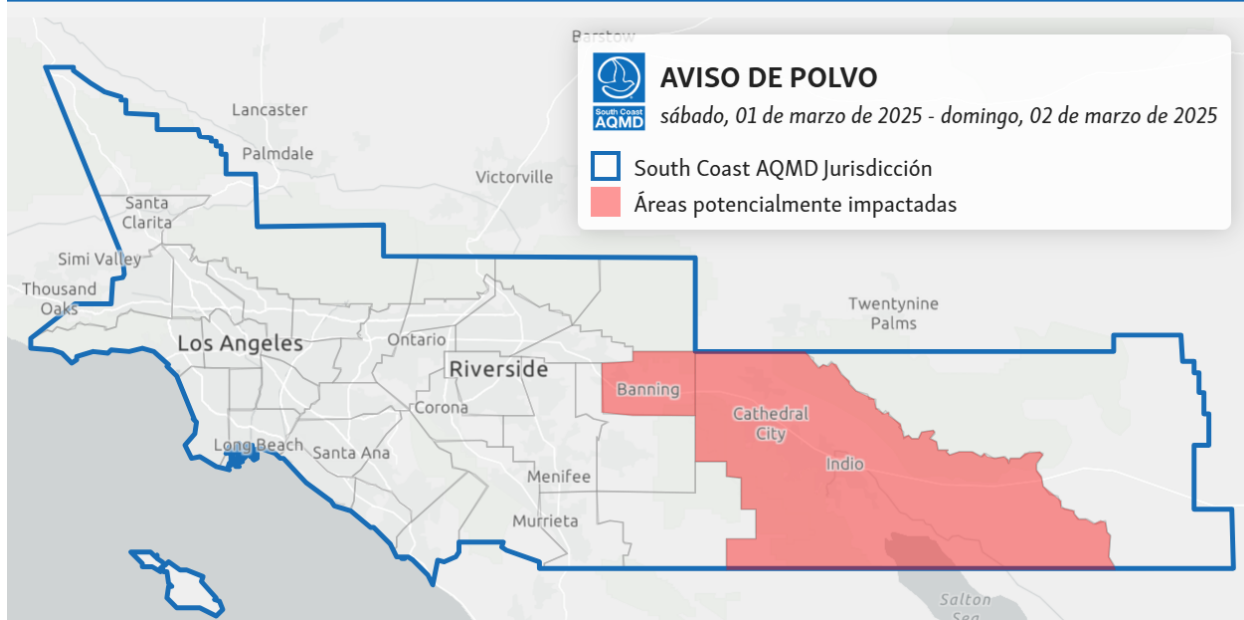 Barstow
AVISO DE POLVO
South Coast
AQMD
sábado, 01 de marzo de 2025 - domingo, 02 de marzo de 2025
South Coast AQMD Jurisdicción
Áreas potencialmente impactadas
Lancaster
Palmdale
Victorville
Santa
Clarita
Simi Valley
Thousand
Oaks
Twentynine
Palms
Los Angeles
Ontario
Riverside
Banning
Corona
Cathedral
City
Long Beach
Santa Ana
Indio
Menifee
Murrieta
Salton
Sea